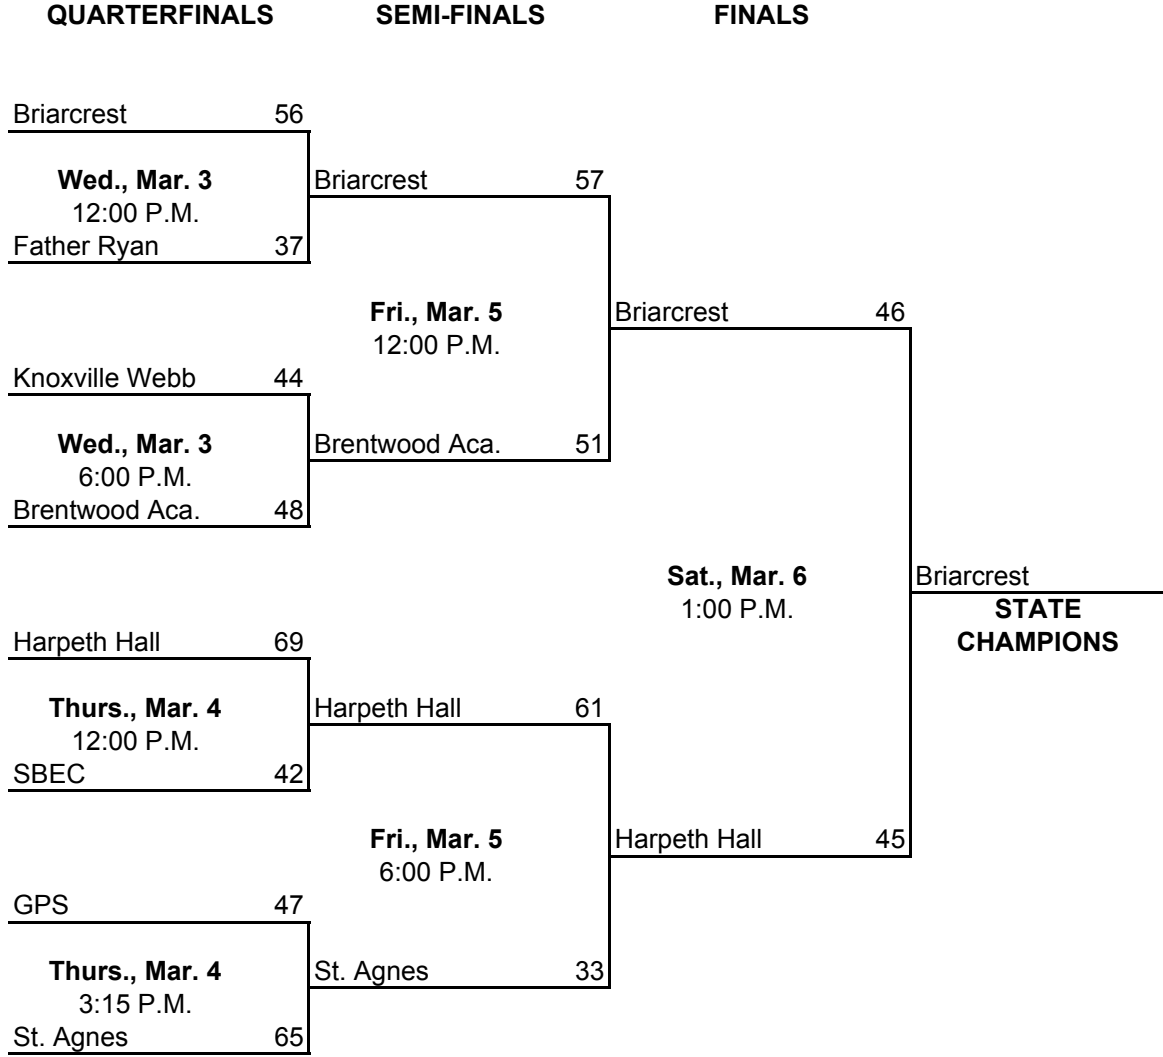 QUARTERFINALS SEMI-FINALS FINALS
Briarcrest 56
Wed., Mar. 3 Briarcrest 57
12:00 P.M.
Father Ryan 37
Fri., Mar. 5 Briarcrest 46
12:00 P.M.
Knoxville Webb 44
Wed., Mar. 3 Brentwood Aca. 51
6:00 P.M.
Brentwood Aca. 48
Sat., Mar. 6 Briarcrest
1:00 P.M. STATE
Harpeth Hall 69 CHAMPIONS
Thurs., Mar. 4 Harpeth Hall 61
12:00 P.M.
SBEC 42
Fri., Mar. 5 Harpeth Hall 45
6:00 P.M.
GPS 47
Thurs., Mar. 4 St. Agnes 33
3:15 P.M.
St. Agnes 65